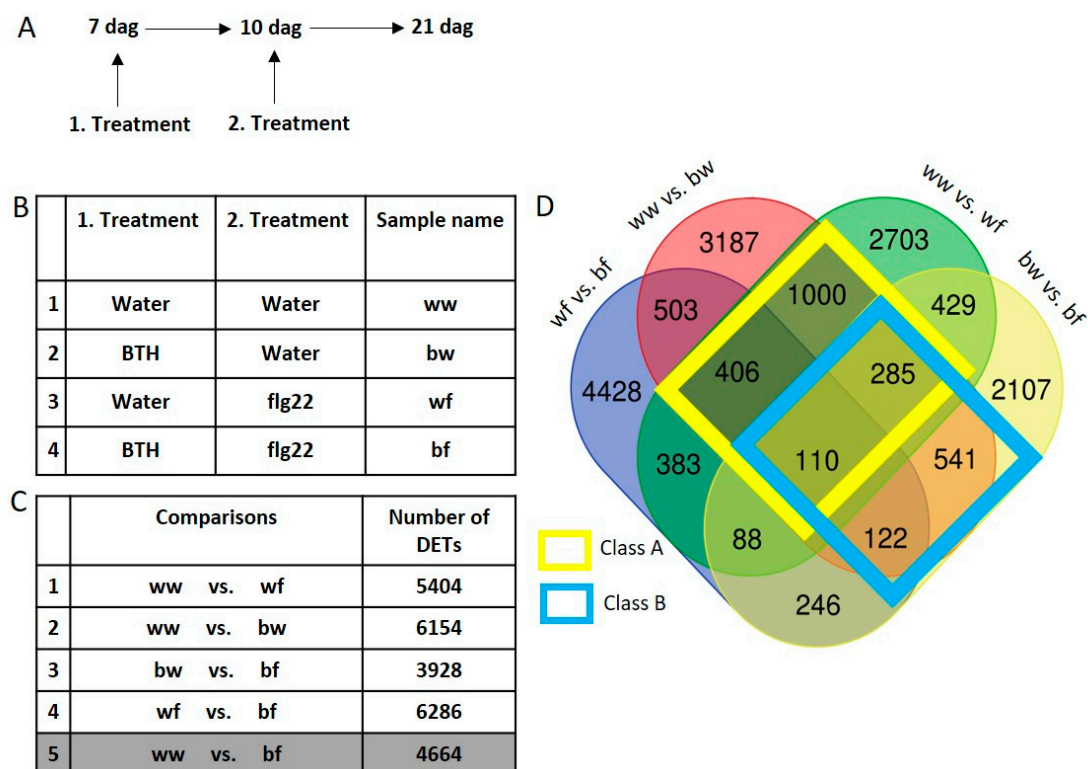 A
7 dag
10 dag
21 dag
1. Treatment
2. Treatment
B
1. Treatment 2. Treatment Sample name
1 Water Water ww
2 BTH Water bw
3 Water flg22 wf
4 BTH flg22 bf
C
Comparisons Number of
DETs
1 ww vs. wf 5404
2 ww vs. bw 6154
3 bw vs. bf 3928
4 wf vs. bf 6286
5 ww vs. bf 4664
D
wf vs. bf
ww vs. bw
ww vs. wf
bw vs. bf
3187 2703
503 1000 429
4428 406 285 2107
383 110 541
88 122
246
Class A
Class B